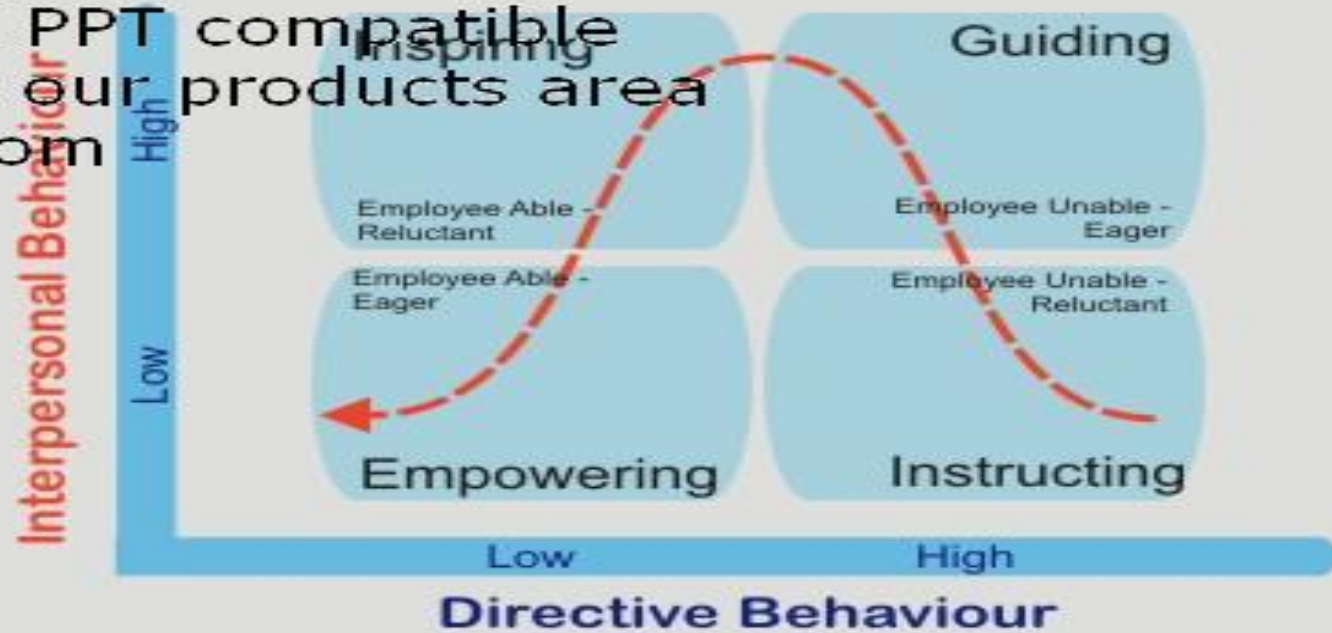 PPT compatible
Inspiring
Guiding
our products area
om
Interpersonal Behaviour
High
Low
Employee Able -
Reluctant
Employee Unable -
Eager
Employee Able -
Eager
Employee Unable -
Reluctant
Empowering
Instructing
Low
High
Directive Behaviour